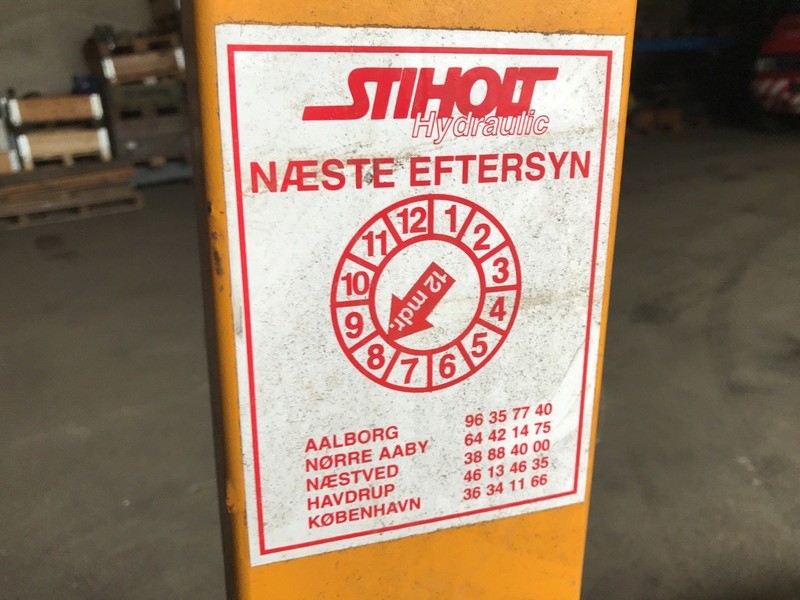 STIHOLT
Hydraulic
NÆSTE EFTERSYN
12 1 2 3 4 5 6 7 8 9 10 11
12 mdr.
AALBORG 96 35 77 40
NØRRE AABY 64 42 14 75
NÆSTVED 38 88 40 00
HAVDRUP 46 13 46 35
KØBENHAVN 36 34 11 66